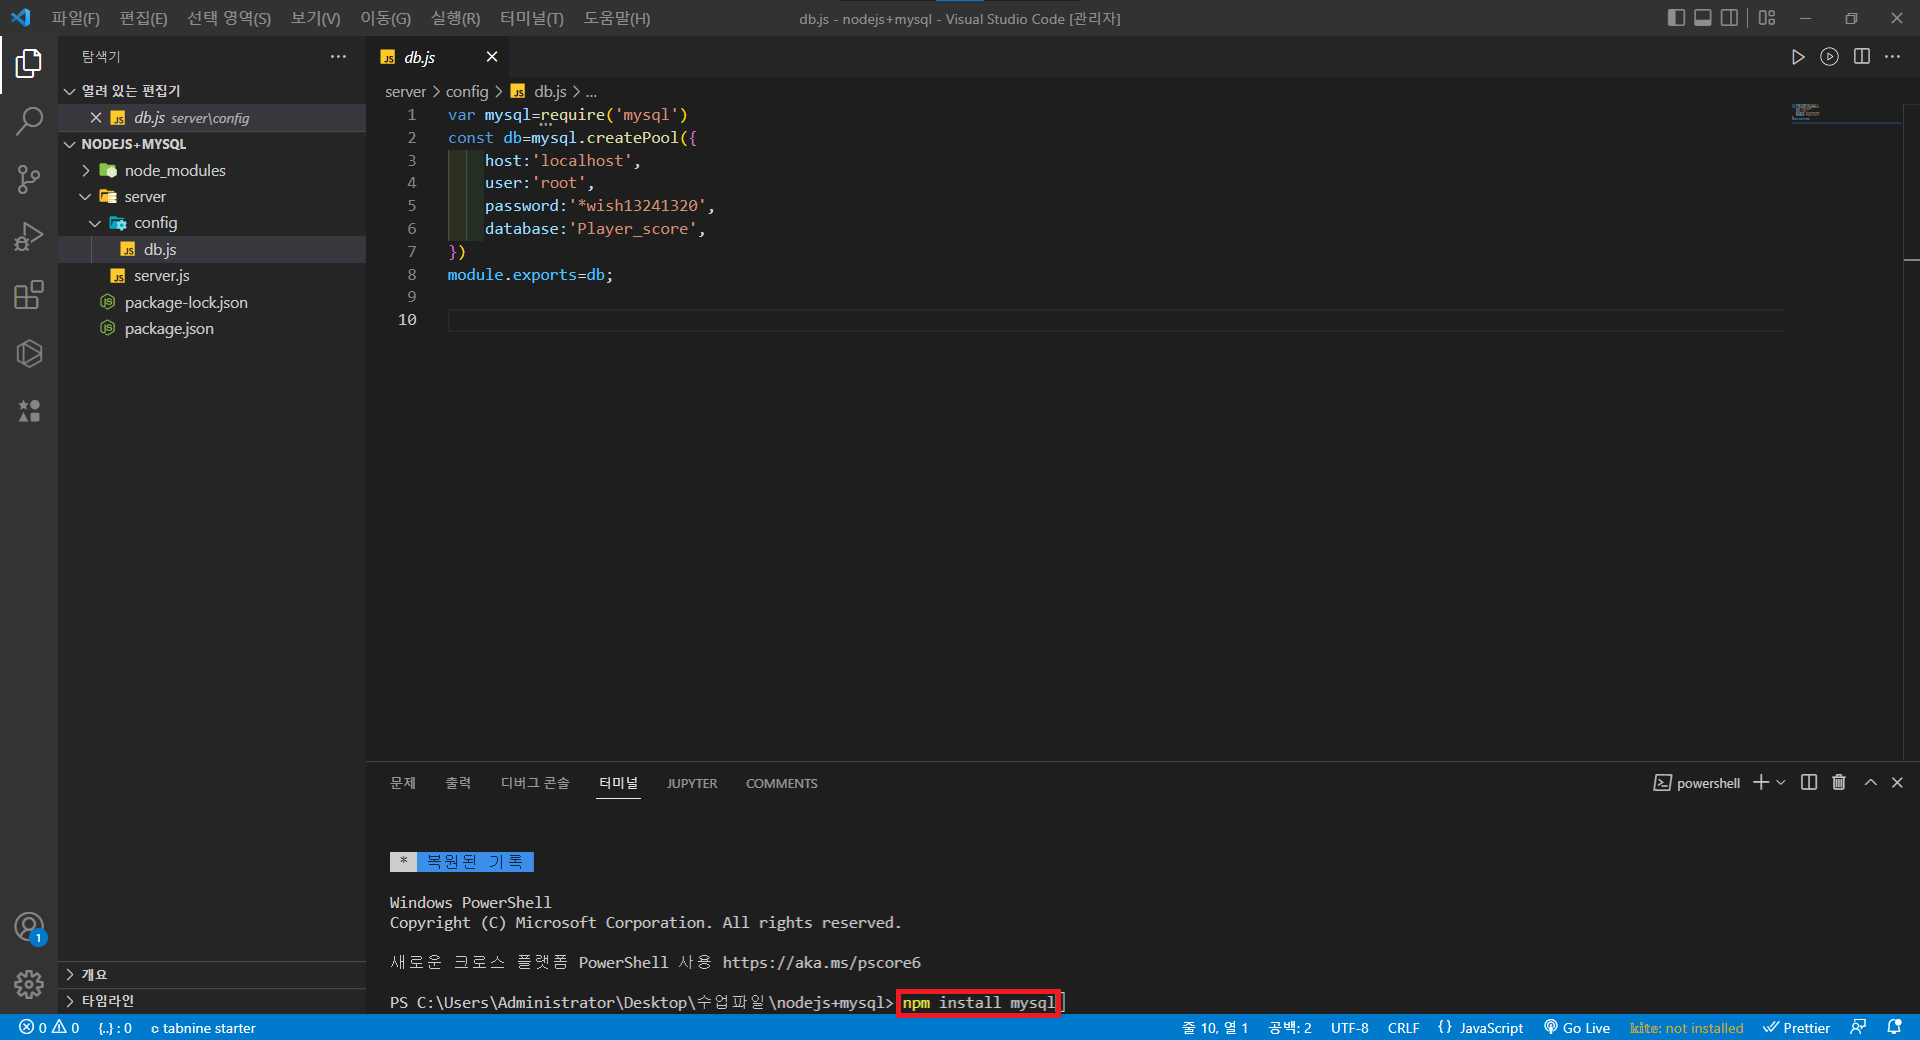 파일(F) 편집(E) 선택 영역(S) 보기(V) 이동(G) 실행(R) 터미널(T) 도움말(H)
db.js - nodejs+mysql - Visual Studio Code [관리자]
탐색기
열려 있는 편집기
JS db.js server\config
NODEJS+MYSQL
node_modules
server
config
JS db.js
JS server.js
package-lock.json
package.json
개요
타임라인
1
JS db.js
server > config > JS db.js > ...
1 var mysql=require('mysql')
2 const db=mysql.createPool({
3 host:'localhost',
4 user:'root',
5 password:'*wish13241320',
6 database:'Player_score',
7 })
8 module.exports=db;
9
10
문제 출력 디버그 콘솔 터미널 JUPYTER COMMENTS
powershell
* 복원된 기록
Windows PowerShell
Copyright (C) Microsoft Corporation. All rights reserved.
새로운 크로스 플랫폼 PowerShell 사용 https://aka.ms/pscore6
PS C:\Users\Administrator\Desktop\수업파일\nodejs+mysql> npm install mysql
0 0 {..} : 0 tabnine starter
줄 10, 열 1 공백: 2 UTF-8 CRLF {} JavaScript Go Live kite: not installed Prettier